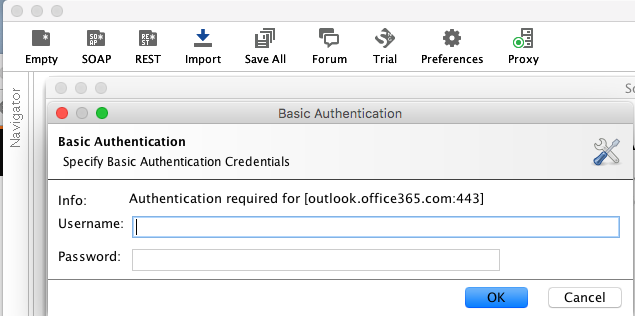 Empty SOAP REST Import Save All Forum Trial Preferences Proxy
Navigator
Basic Authentication
Basic Authentication
Specify Basic Authentication Credentials
Info: Authentication required for [outlook.office365.com:443]
Username:
Password:
OK Cancel